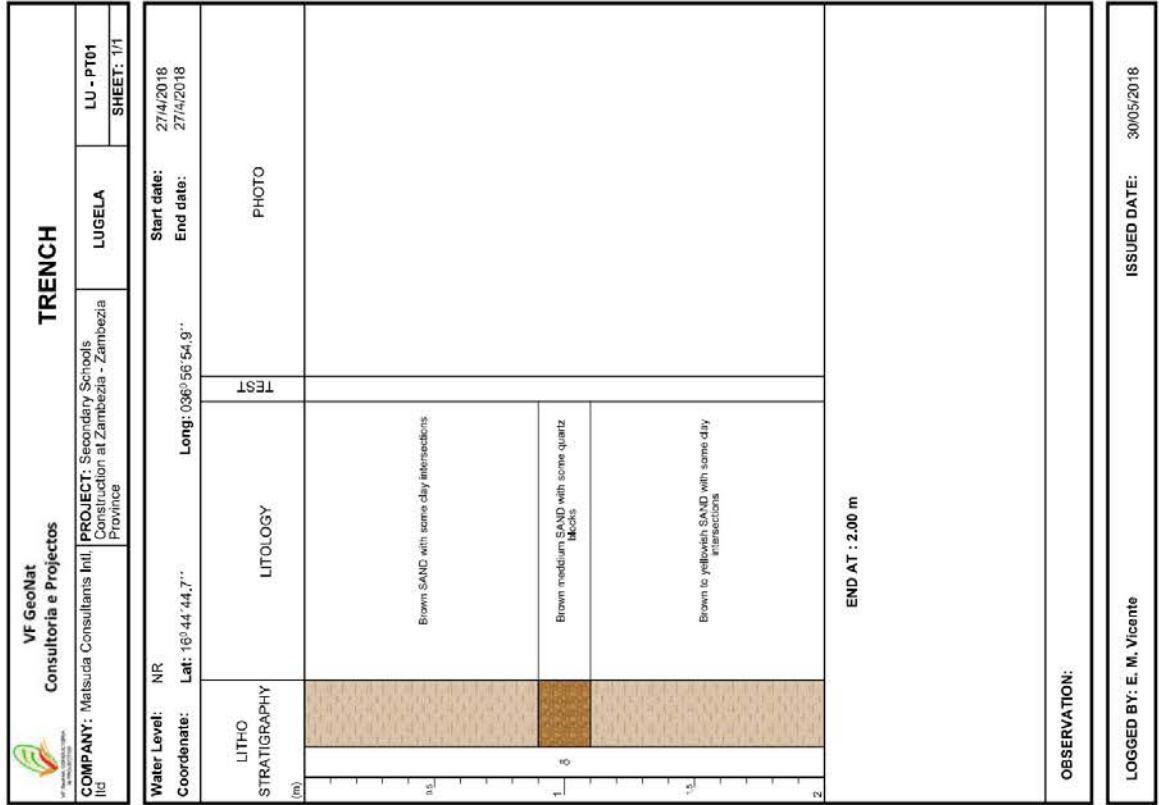 VF GeoNat
Consultoria e Projectos
TRENCH
COMPANY: Matsuda Consultants Intl, ltd
PROJECT: Secondary Schools
Construction at Zambezia - Zambezia
Province
LUGELA
LU - PT01
SHEET: 1/1
Water Level: NR
Start date: 27/4/2018
Coordenate: Lat: 16⁰ 44´44,7´´ Long: 036⁰ 56´54,9´´
End date: 27/4/2018
LITHO
STRATIGRAPHY
LITOLOGY
TEST
PHOTO
(m)
0.5
Brown SAND with some clay intersections
1
Brown meddium SAND with some quartz
blocks
1.5
Brown to yellowish SAND with some clay
intersections
2
END AT : 2.00 m
OBSERVATION:
LOGGED BY: E. M. Vicente
ISSUED DATE: 30/05/2018